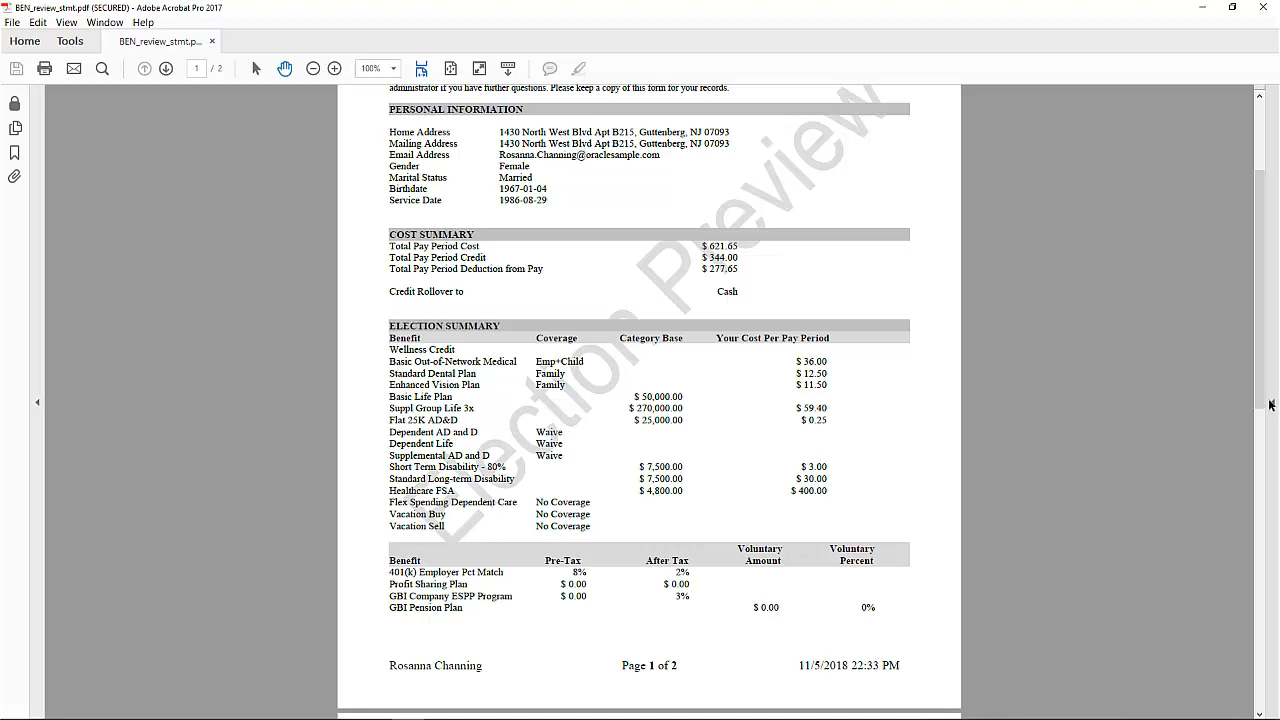 BEN_review_stmt.pdf (SECURED) - Adobe Acrobat Pro 2017
File Edit View Window Help
Home Tools BEN_review_stmt.p... ×
1 / 2 100%
administrator if you have further questions. Please keep a copy of this form for your records.
PERSONAL INFORMATION
Home Address 1430 North West Blvd Apt B215, Guttenberg, NJ 07093
Mailing Address 1430 North West Blvd Apt B215, Guttenberg, NJ 07093
Email Address Rosanna.Channing@oraclesample.com
Gender Female
Marital Status Married
Birthdate 1967-01-04
Service Date 1986-08-29
COST SUMMARY
Total Pay Period Cost $ 621.65
Total Pay Period Credit $ 344.00
Total Pay Period Deduction from Pay $ 277.65
Credit Rollover to Cash
ELECTION SUMMARY
Benefit Coverage Category Base Your Cost Per Pay Period
Wellness Credit
Basic Out-of-Network Medical Emp+Child $ 36.00
Standard Dental Plan Family $ 12.50
Enhanced Vision Plan Family $ 11.50
Basic Life Plan $ 50,000.00
Suppl Group Life 3x $ 270,000.00 $ 59.40
Flat 25K AD&D $ 25,000.00 $ 0.25
Dependent AD and D Waive
Dependent Life Waive
Supplemental AD and D Waive
Short Term Disability - 80% $ 7,500.00 $ 3.00
Standard Long-term Disability $ 7,500.00 $ 30.00
Healthcare FSA $ 4,800.00 $ 400.00
Flex Spending Dependent Care No Coverage
Vacation Buy No Coverage
Vacation Sell No Coverage
Voluntary Voluntary
Benefit Pre-Tax After Tax Amount Percent
401(k) Employer Pct Match 8% 2%
Profit Sharing Plan $ 0.00 $ 0.00
GBI Company ESPP Program $ 0.00 3%
GBI Pension Plan $ 0.00 0%
Rosanna Channing Page 1 of 2 11/5/2018 22:33 PM
Election Preview